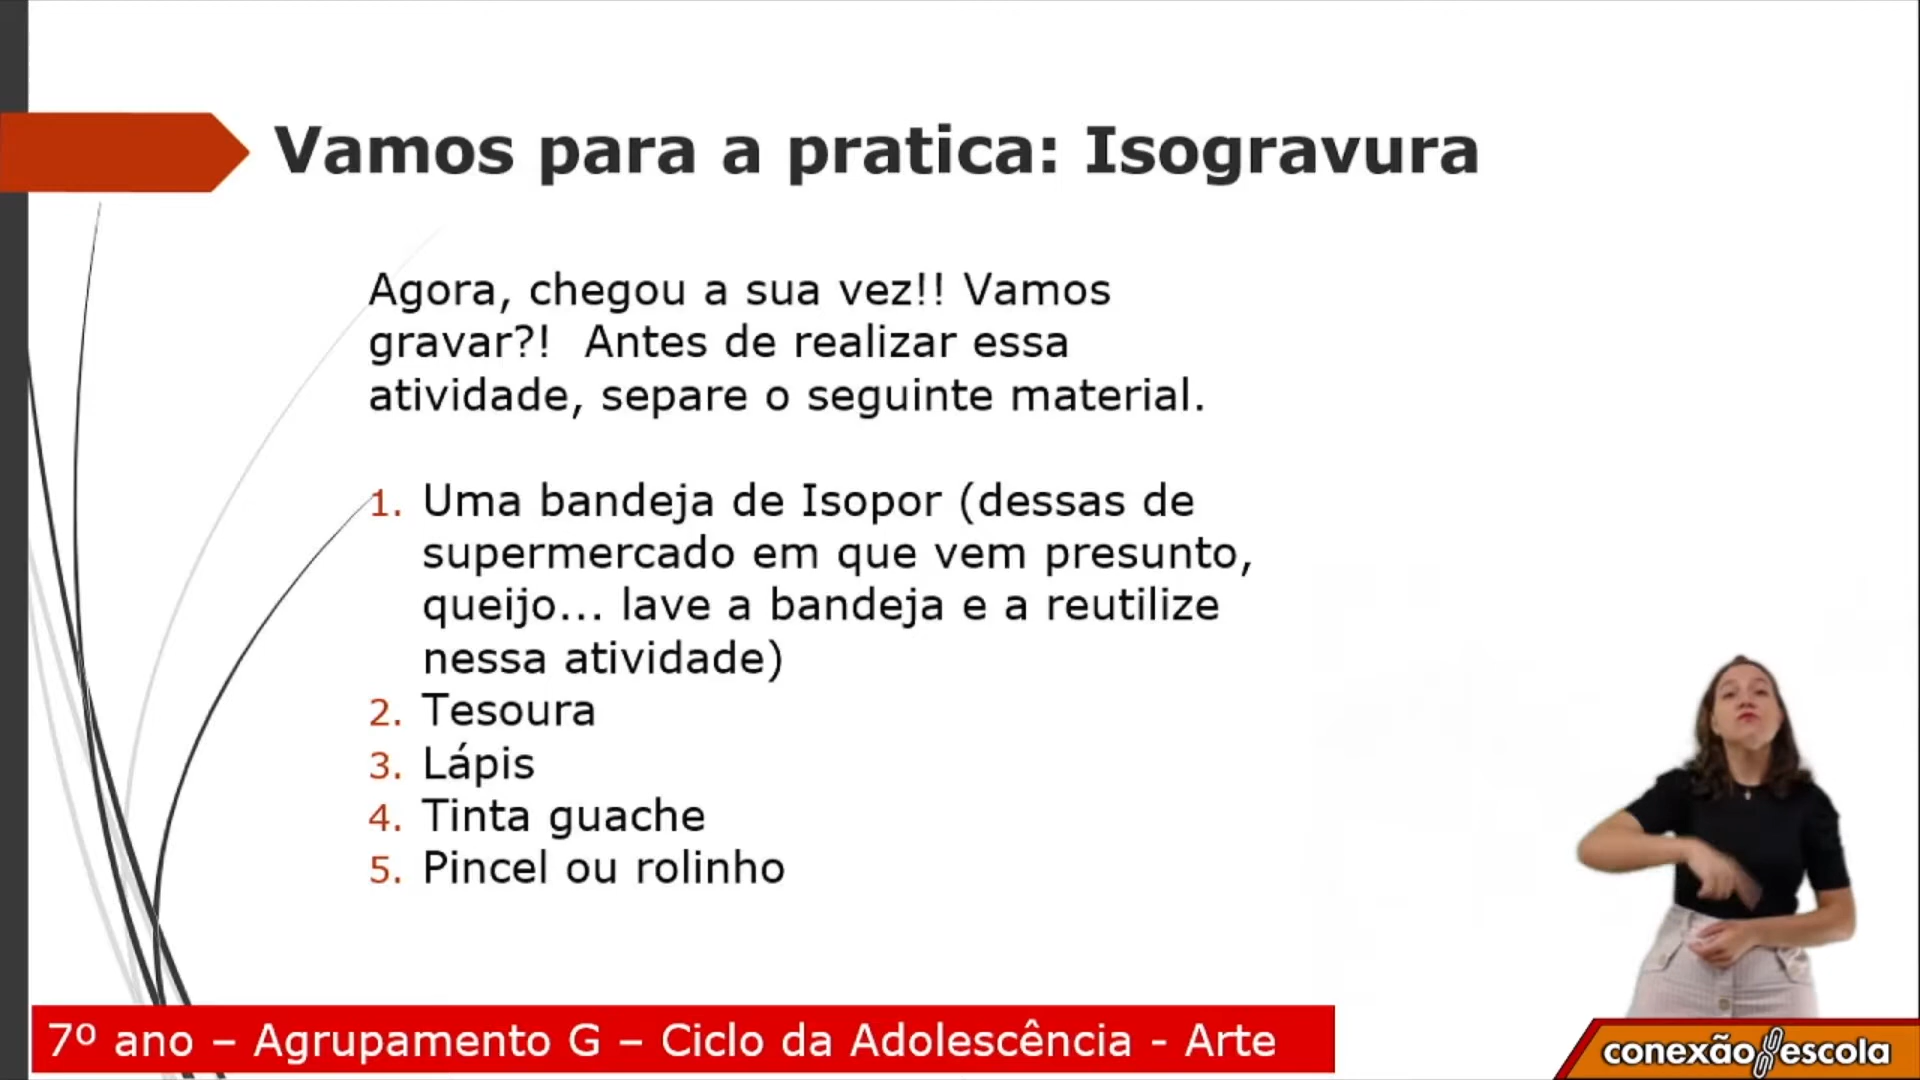 Vamos para a pratica: Isogravura
Agora, chegou a sua vez!! Vamos
gravar?! Antes de realizar essa
atividade, separe o seguinte material.
1. Uma bandeja de Isopor (dessas de
supermercado em que vem presunto,
queijo... lave a bandeja e a reutilize
nessa atividade)
2. Tesoura
3. Lápis
4. Tinta guache
5. Pincel ou rolinho
7º ano – Agrupamento G – Ciclo da Adolescência - Arte
conexão escola